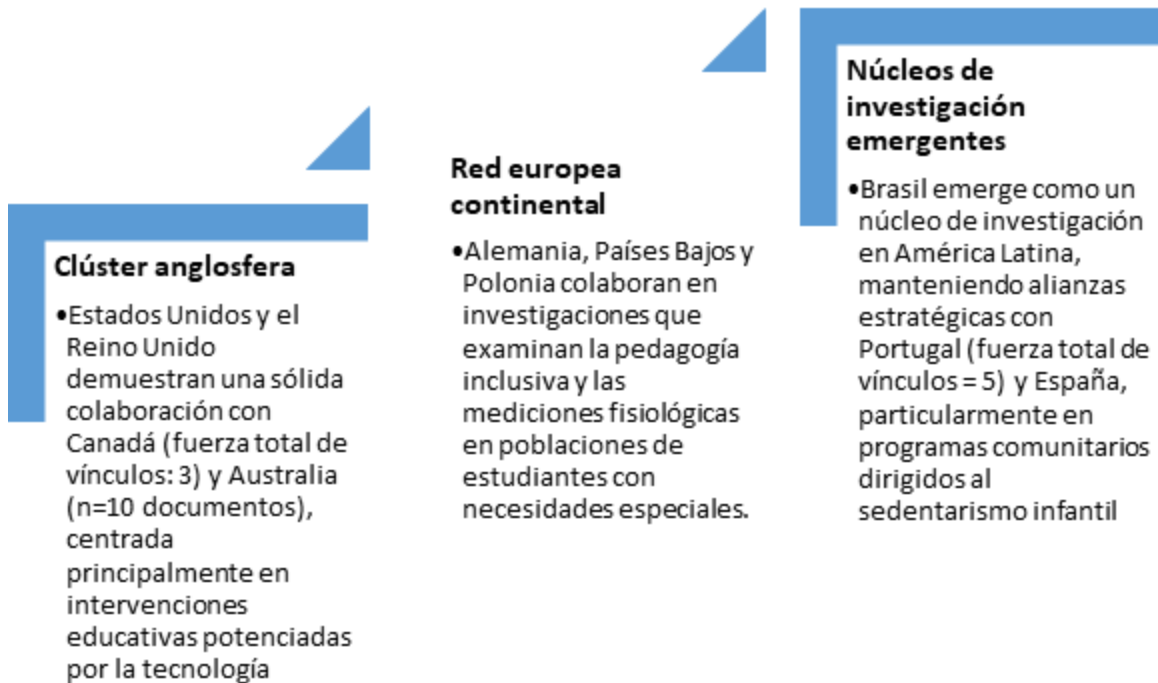 Clúster anglosfera
•Estados Unidos y el
Reino Unido
demuestran una sólida
colaboración con
Canadá (fuerza total de
vínculos: 3) y Australia
(n=10 documentos),
centrada
principalmente en
intervenciones
educativas potenciadas
por la tecnología
Red europea
continental
•Alemania, Países Bajos y
Polonia colaboran en
investigaciones que
examinan la pedagogía
inclusiva y las
mediciones fisiológicas
en poblaciones de
estudiantes con
necesidades especiales.
Núcleos de
investigación
emergentes
•Brasil emerge como un
núcleo de investigación
en América Latina,
manteniendo alianzas
estratégicas con
Portugal (fuerza total de
vínculos = 5) y España,
particularmente en
programas comunitarios
dirigidos al
sedentarismo infantil